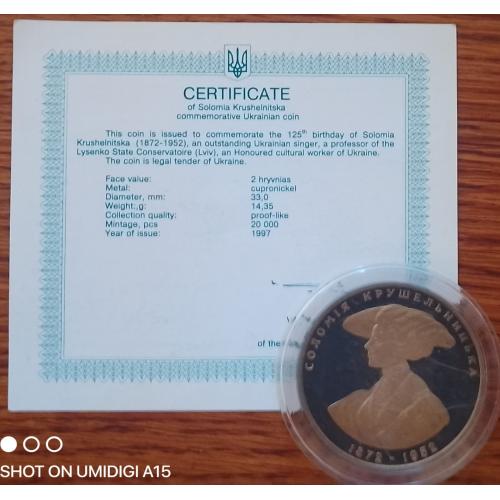 CERTIFICATE
of Solomia Krushelnitska
commemorative Ukrainian coin
This coin is issued to commemorate the 125th birthday of Solomia
Krushelnitska (1872-1952), an outstanding Ukrainian singer, a professor of the
Lysenko State Conservatoire (Lviv), an Honoured cultural worker of Ukraine.
The coin is legal tender of Ukraine.
Face value: 2 hryvnias
Metal: cupronickel
Diameter, mm: 33,0
Weight:,g: 14,35
Collection quality: proof-like
Mintage, pcs 20 000
Year of issue: 1997
of the
СОЛОМІЯ КРУШЕЛЬНИЦЬКА
1872 - 1952
SHOT ON UMIDIGI A15